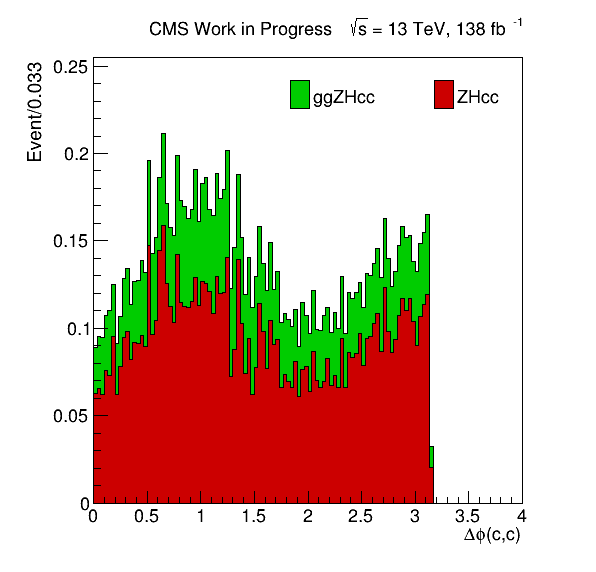 CMS Work in Progress √s = 13 TeV, 138 fb⁻¹
Event/0.033
0.25
0.2
0.15
0.1
0.05
0
ggZHcc ZHcc
0 0.5 1 1.5 2 2.5 3 3.5 4
Δϕ(c,c)